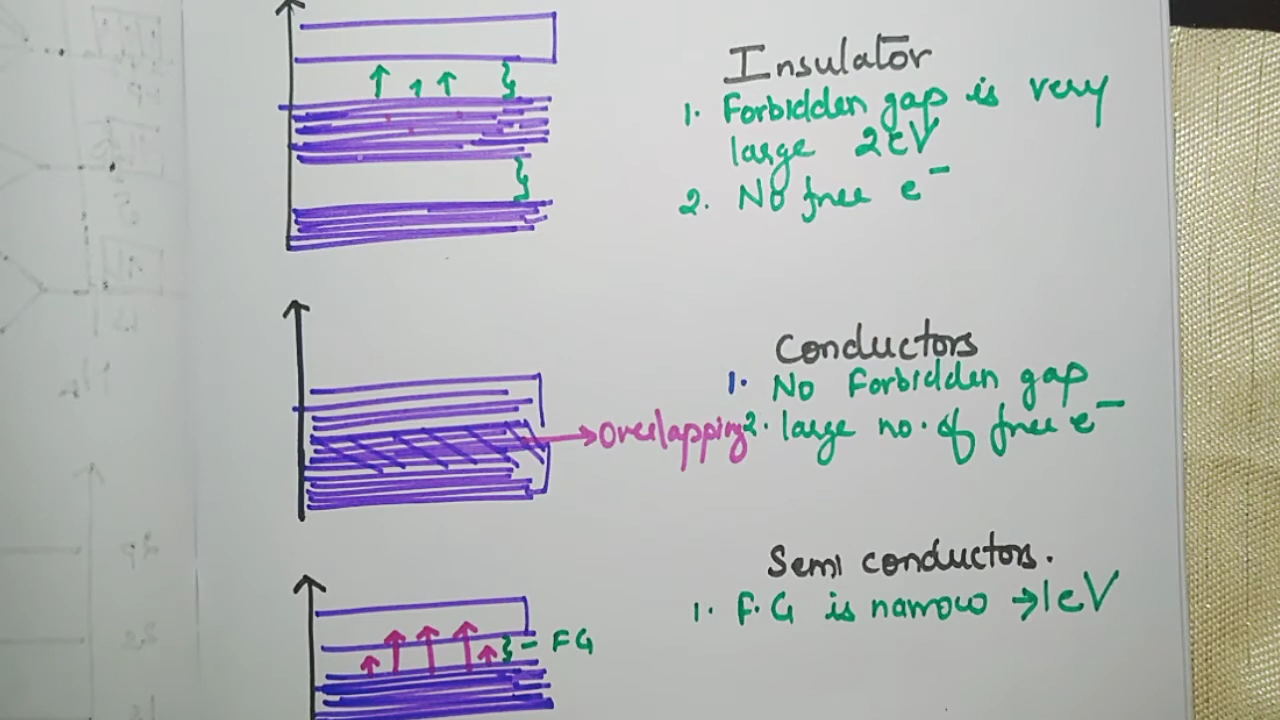 Insulator
1. Forbidden gap is very
large 2eV
2. No free e⁻
Conductors
1. No Forbidden gap
Overlapping 2. large no. of free e⁻
Semi conductors.
1. F.G is narrow → 1eV
FG